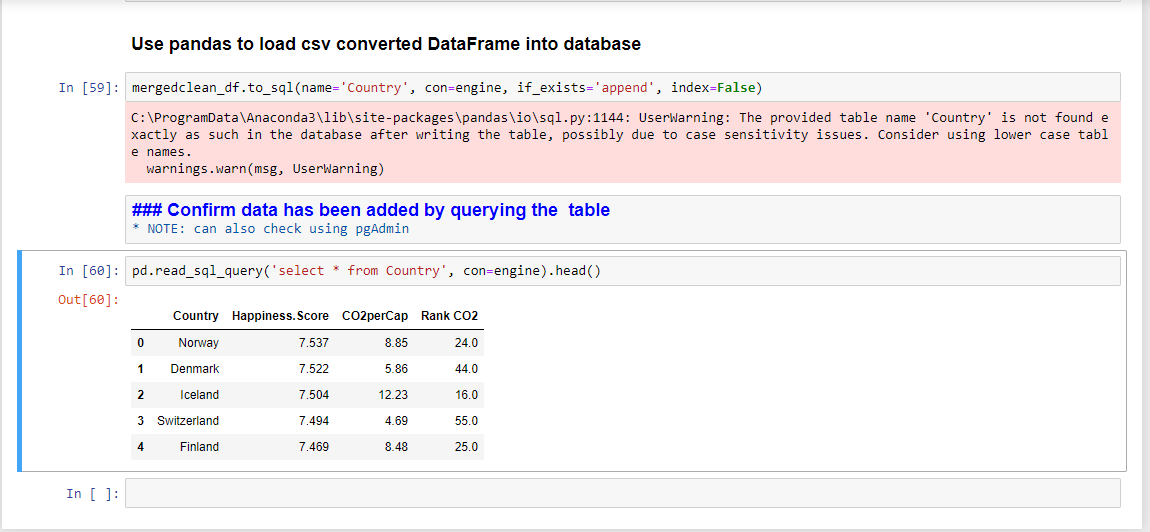 Use pandas to load csv converted DataFrame into database
In [59]: mergedclean_df.to_sql(name='Country', con=engine, if_exists='append', index=False)
C:\ProgramData\Anaconda3\lib\site-packages\pandas\io\sql.py:1144: UserWarning: The provided table name 'Country' is not found e
xactly as such in the database after writing the table, possibly due to case sensitivity issues. Consider using lower case tabl
e names.
warnings.warn(msg, UserWarning)
### Confirm data has been added by querying the  table
* NOTE: can also check using pgAdmin
In [60]: pd.read_sql_query('select * from Country', con=engine).head()
Out[60]:
Country Happiness.Score CO2perCap Rank CO2
0 Norway 7.537 8.85 24.0
1 Denmark 7.522 5.86 44.0
2 Iceland 7.504 12.23 16.0
3 Switzerland 7.494 4.69 55.0
4 Finland 7.469 8.48 25.0
In [ ]: